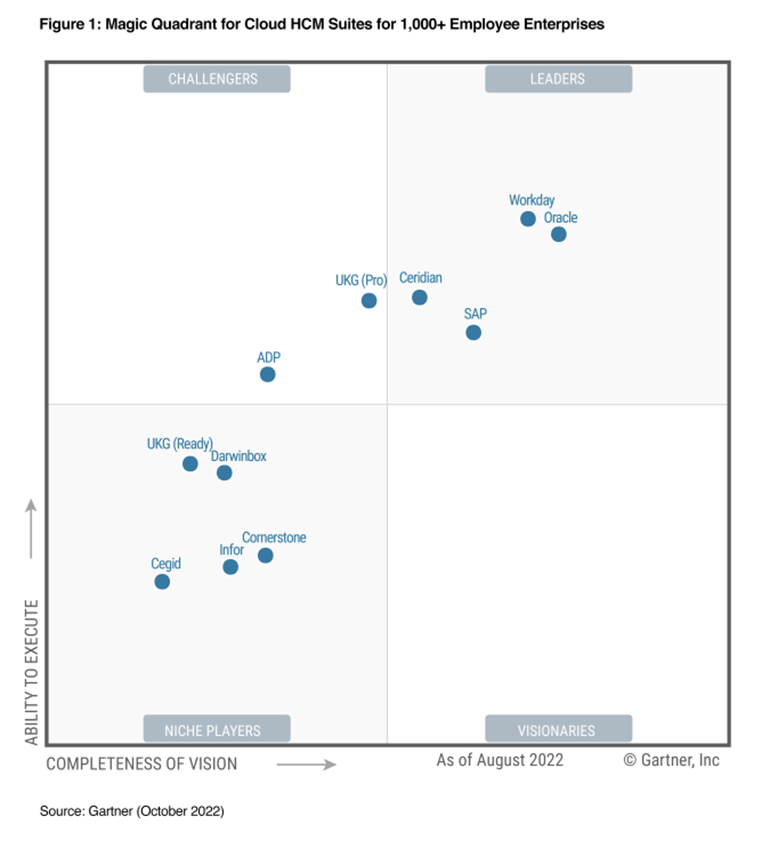 Figure 1: Magic Quadrant for Cloud HCM Suites for 1,000+ Employee Enterprises
CHALLENGERS
LEADERS
Workday
Oracle
UKG (Pro)
Ceridian
SAP
ADP
UKG (Ready)
Darwinbox
Cornerstone
Infor
Cegid
ABILITY TO EXECUTE
NICHE PLAYERS
VISIONARIES
COMPLETENESS OF VISION
As of August 2022
© Gartner, Inc
Source: Gartner (October 2022)